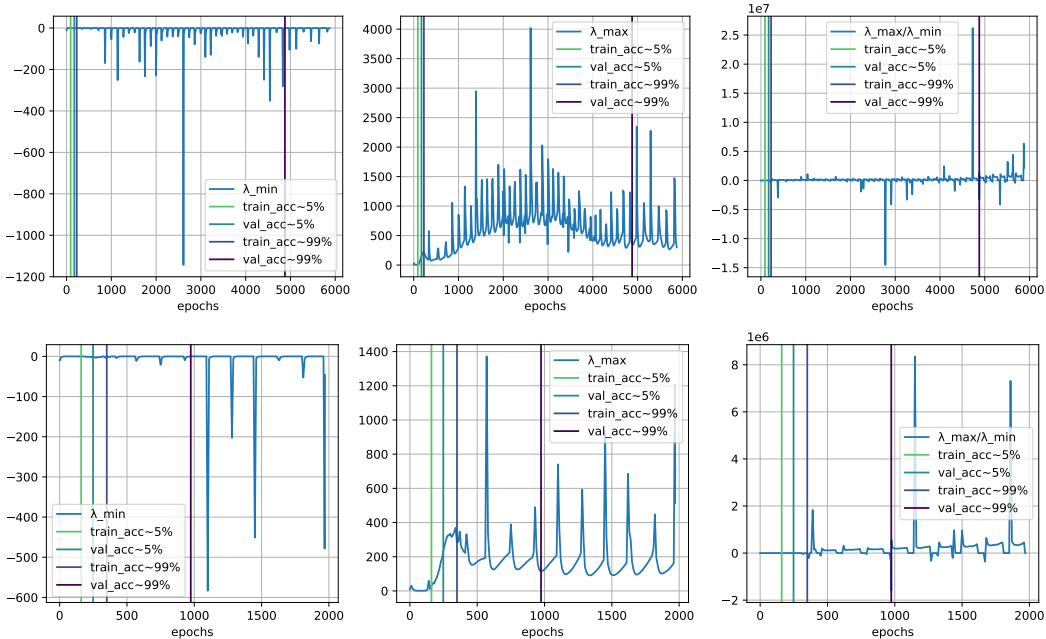 0
−200
−400
−600
−800
−1000
−1200
0 1000 2000 3000 4000 5000 6000
epochs
λ_min
train_acc~5%
val_acc~5%
train_acc~99%
val_acc~99%
4000
3500
3000
2500
2000
1500
1000
500
0
0 1000 2000 3000 4000 5000 6000
epochs
λ_max
train_acc~5%
val_acc~5%
train_acc~99%
val_acc~99%
1e7
2.5
2.0
1.5
1.0
0.5
0.0
−0.5
−1.0
−1.5
0 1000 2000 3000 4000 5000 6000
epochs
λ_max/λ_min
train_acc~5%
val_acc~5%
train_acc~99%
val_acc~99%
0
−100
−200
−300
−400
−500
−600
0 500 1000 1500 2000
epochs
λ_min
train_acc~5%
val_acc~5%
train_acc~99%
val_acc~99%
1400
1200
1000
800
600
400
200
0
0 500 1000 1500 2000
epochs
λ_max
train_acc~5%
val_acc~5%
train_acc~99%
val_acc~99%
1e6
8
6
4
2
0
−2
0 500 1000 1500 2000
epochs
λ_max/λ_min
train_acc~5%
val_acc~5%
train_acc~99%
val_acc~99%